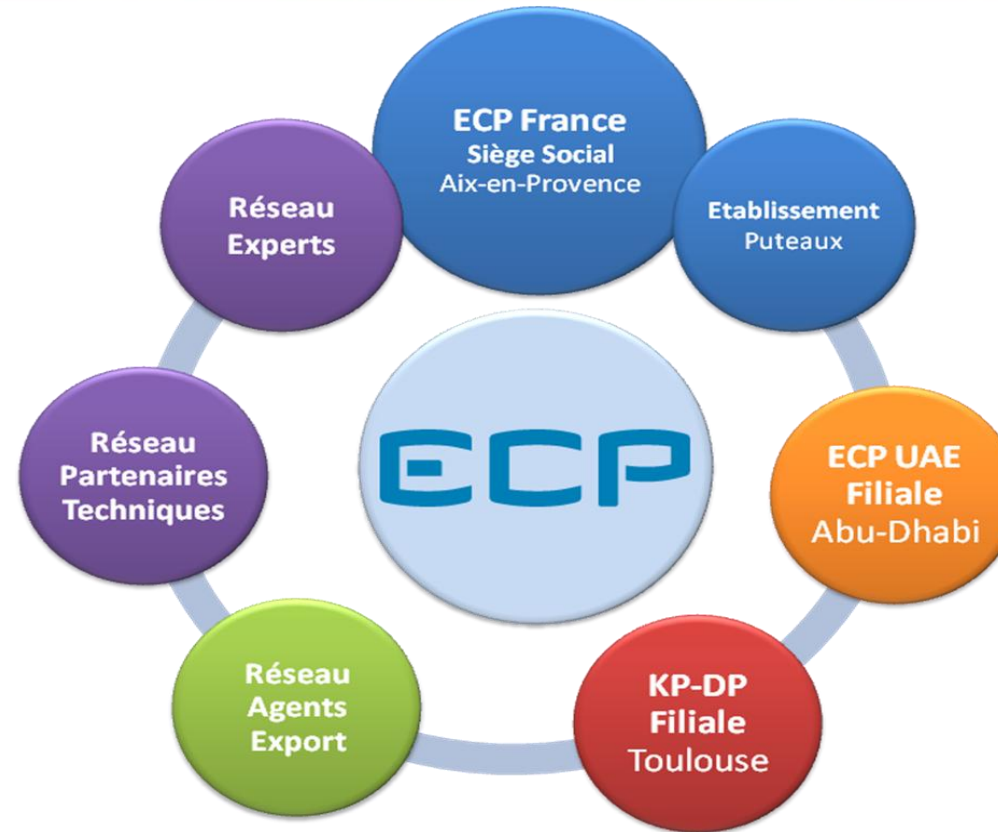 ECP France
Siège Social
Aix-en-Provence
Etablissement
Puteaux
Réseau
Experts
ECP
Réseau
Partenaires
Techniques
ECP UAE
Filiale
Abu-Dhabi
Réseau
Agents
Export
KP-DP
Filiale
Toulouse